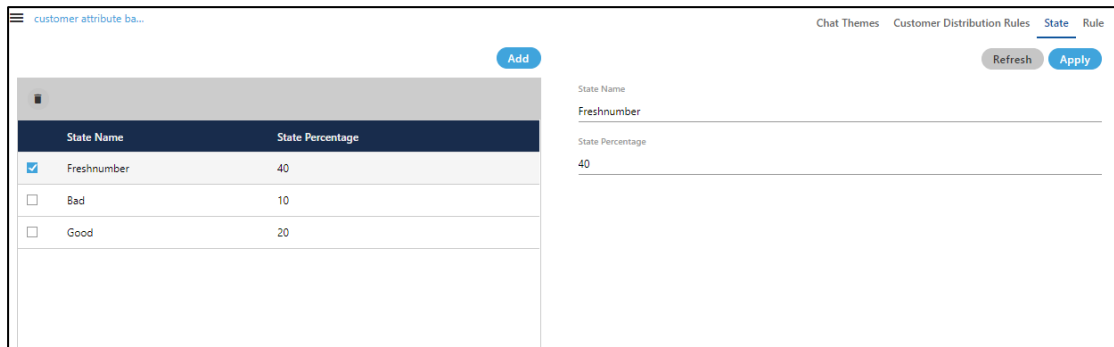 customer attribute ba...
Chat Themes Customer Distribution Rules State Rule
Add
Refresh Apply
State Name
Freshnumber
State Percentage
40
State Name State Percentage
Freshnumber 40
Bad 10
Good 20